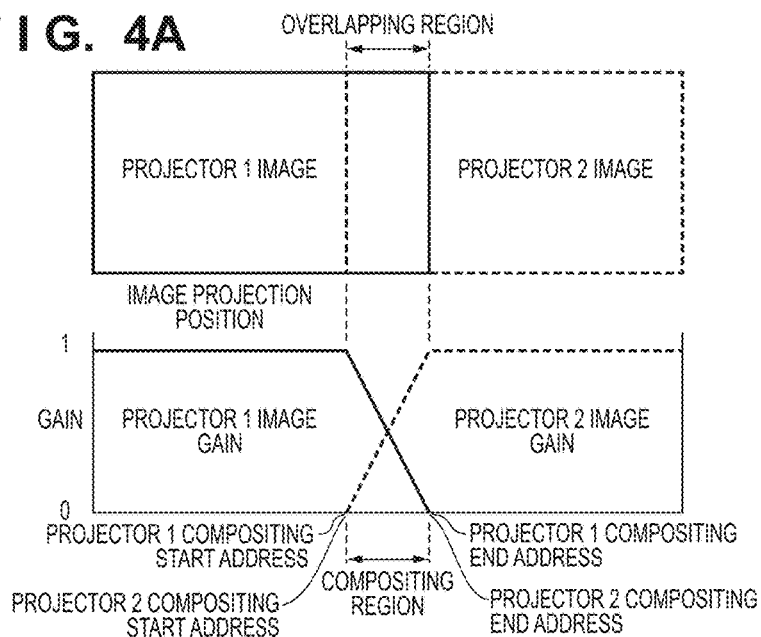 I G. 4A
OVERLAPPING REGION
PROJECTOR 1 IMAGE
PROJECTOR 2 IMAGE
IMAGE PROJECTION
POSITION
1
GAIN
PROJECTOR 1 IMAGE
GAIN
PROJECTOR 2 IMAGE
GAIN
0
PROJECTOR 1 COMPOSITING
START ADDRESS
PROJECTOR 1 COMPOSITING
END ADDRESS
COMPOSITING
REGION
PROJECTOR 2 COMPOSITING
START ADDRESS
PROJECTOR 2 COMPOSITING
END ADDRESS